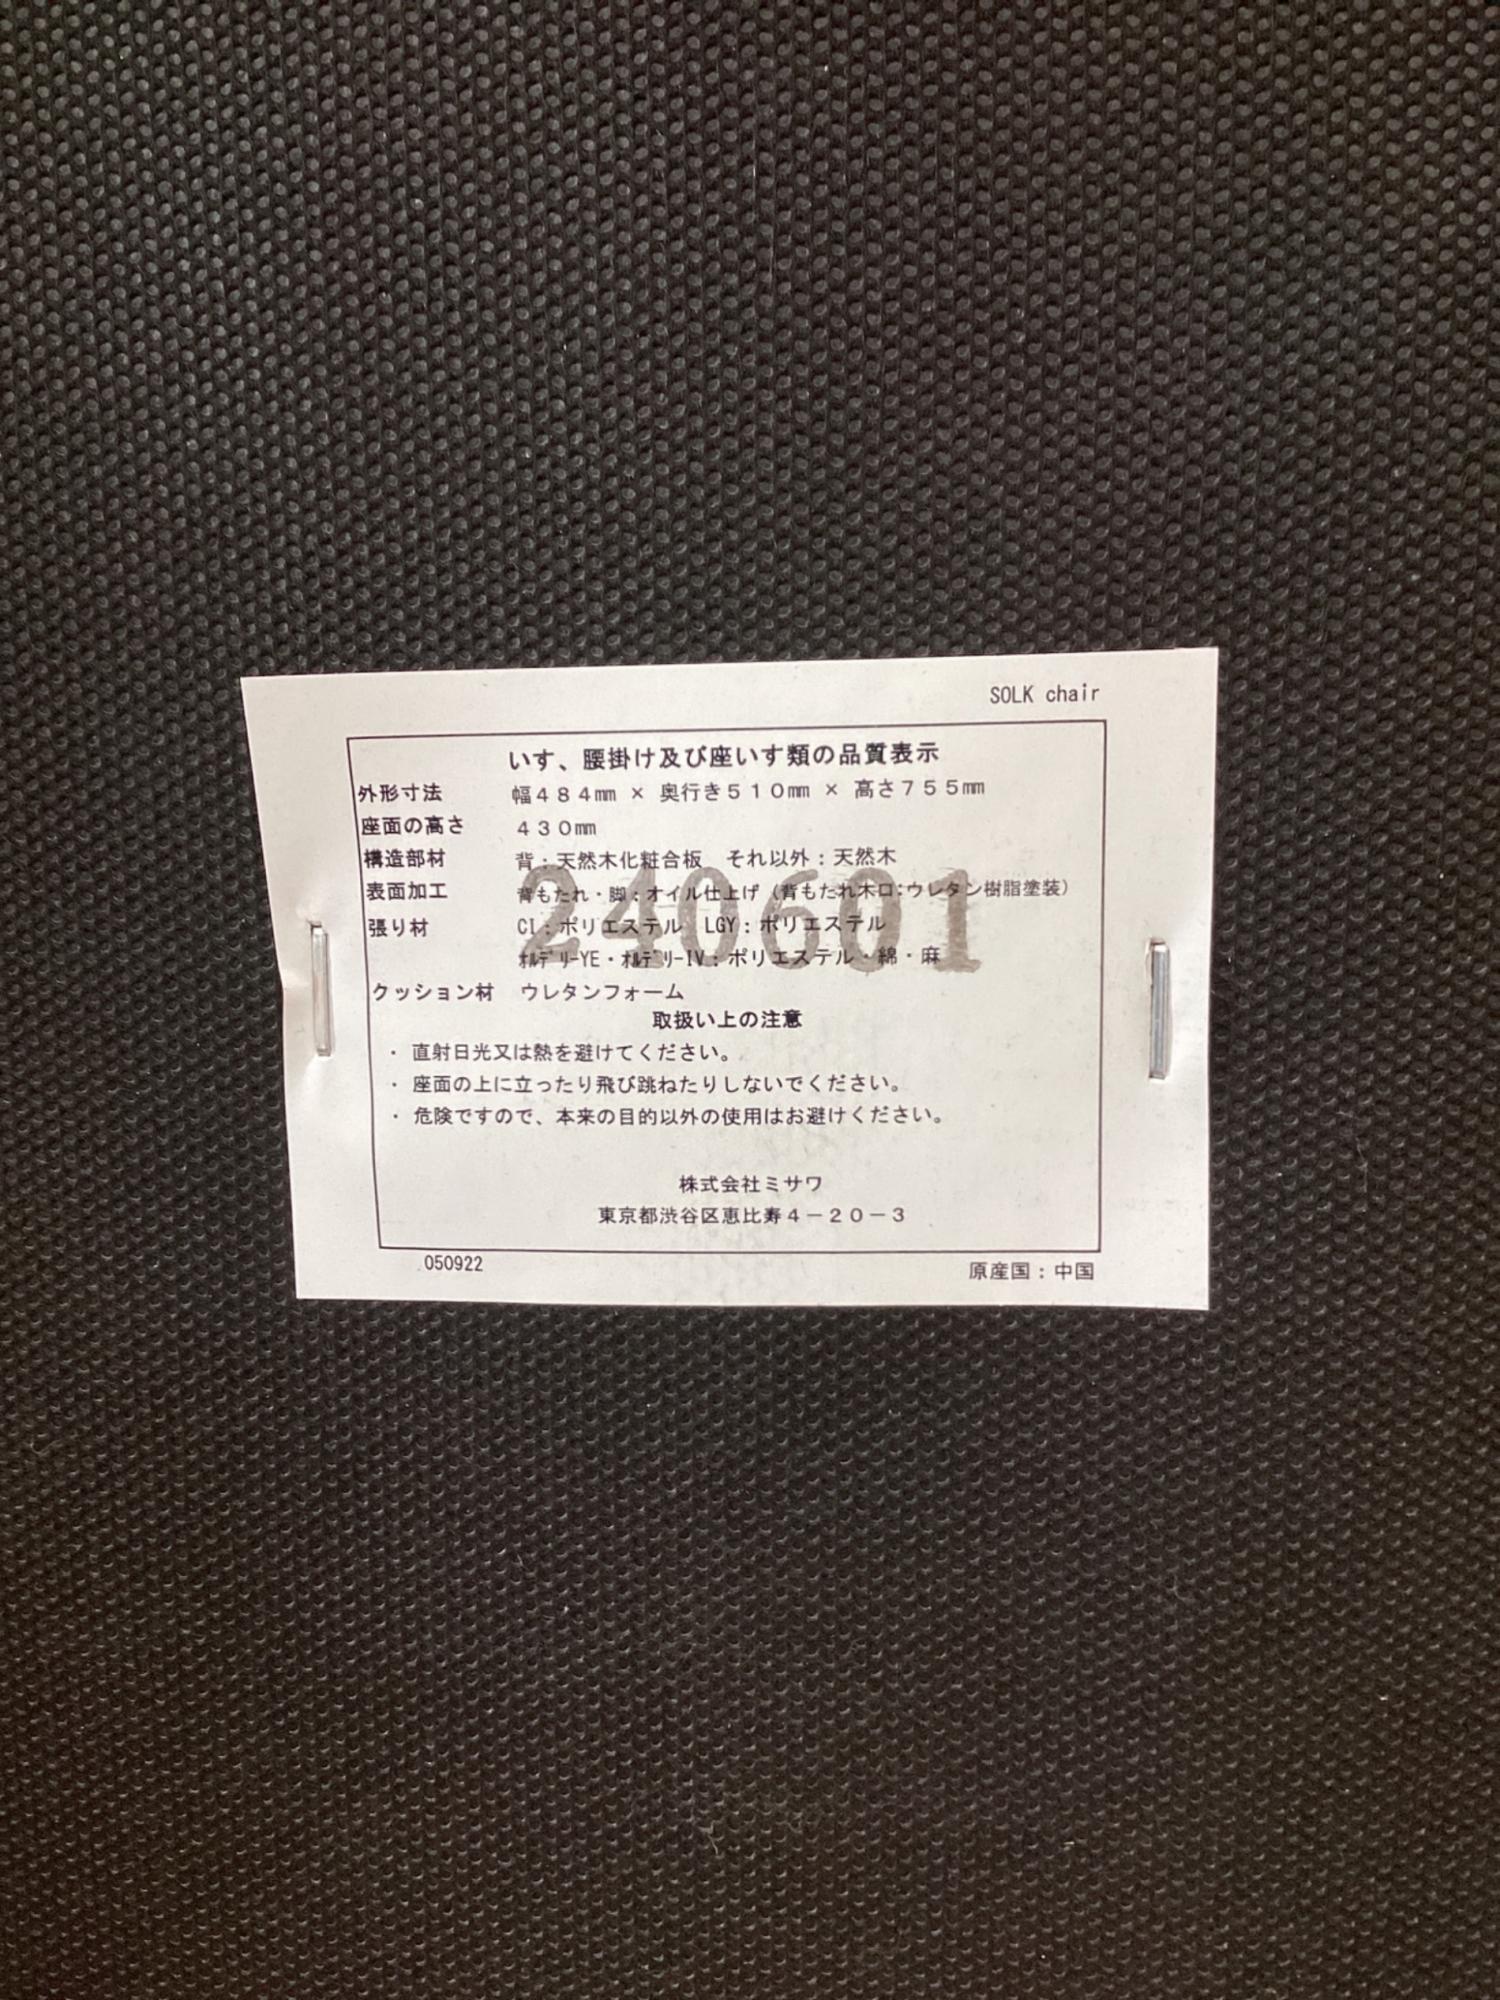 SOLK chair
いす、腰掛け及び座いす類の品質表示
外形寸法 幅484㎜ × 奥行き510㎜ × 高さ755㎜
座面の高さ 430㎜
構造部材 背：天然木化粧合板 それ以外：天然木
表面加工 背もたれ・脚：オイル仕上げ（背もたれ木口：ウレタン樹脂塗装）
張り材 CI：ポリエステル LGY：ポリエステル
ｵﾙﾃﾞﾘｰYE・ｵﾙﾃﾞﾘｰIV：ポリエステル・綿・麻
240601
クッション材 ウレタンフォーム
取扱い上の注意
・ 直射日光又は熱を避けてください。
・ 座面の上に立ったり飛び跳ねたりしないでください。
・ 危険ですので、本来の目的以外の使用はお避けください。
株式会社ミサワ
東京都渋谷区恵比寿4－20－3
050922
原産国：中国